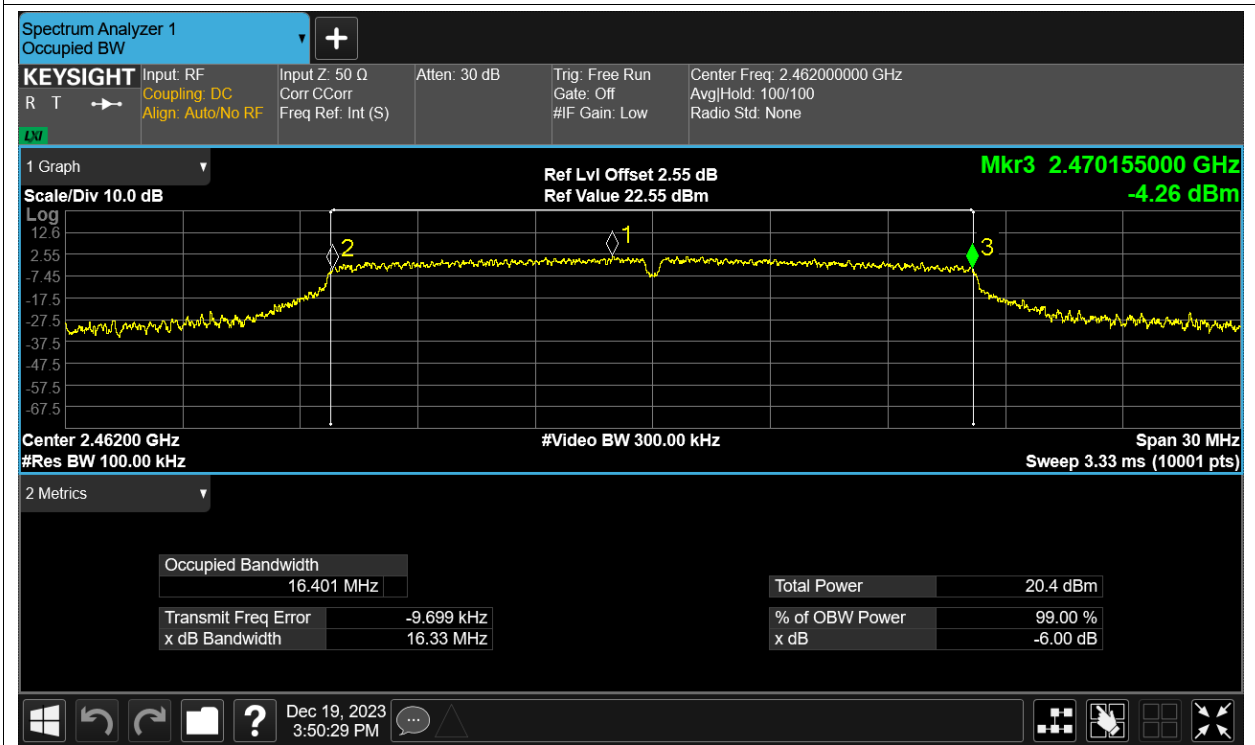 Spectrum Analyzer 1
Occupied BW
KEYSIGHT
R T
LXI
Input: RF
Coupling: DC
Align: Auto/No RF
Input Z: 50 Ω
Corr CCorr
Freq Ref: Int (S)
Atten: 30 dB
Trig: Free Run
Gate: Off
#IF Gain: Low
Center Freq: 2.462000000 GHz
Avg|Hold: 100/100
Radio Std: None
1 Graph
Scale/Div 10.0 dB
Ref Lvl Offset 2.55 dB
Ref Value 22.55 dBm
Mkr3 2.470155000 GHz
-4.26 dBm
Log
12.6
2.55
-7.45
-17.5
-27.5
-37.5
-47.5
-57.5
-67.5
2
1
3
Center 2.46200 GHz
#Video BW 300.00 kHz
Span 30 MHz
#Res BW 100.00 kHz
Sweep 3.33 ms (10001 pts)
2 Metrics
Occupied Bandwidth
16.401 MHz
Total Power 20.4 dBm
Transmit Freq Error -9.699 kHz
% of OBW Power 99.00 %
x dB Bandwidth 16.33 MHz
x dB -6.00 dB
?
Dec 19, 2023
3:50:29 PM